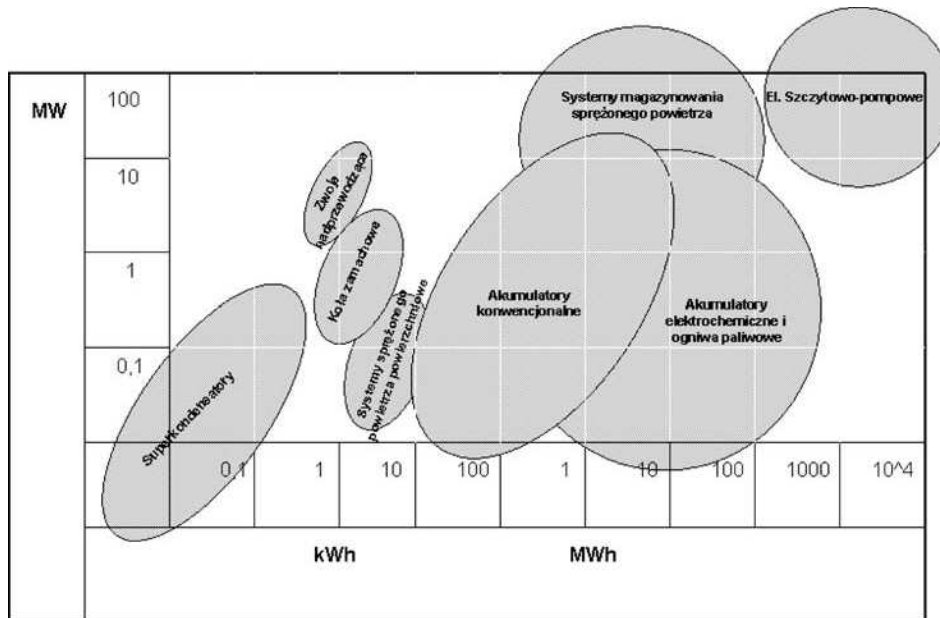 MW
100
10
1
0,1
Systemy magazynowania
sprężonego powietrza
El. Szczytowo-pompowe
Zwoje
nadprzewodzące
Koła zamachowe
Systemy sprężonego
powietrza powierzchniowe
Akumulatory
konwencjonalne
Akumulatory
elektrochemiczne i
ogniwa paliwowe
Superkondensatory
0,1
1
10
100
1
10
100
1000
10^4
kWh
MWh